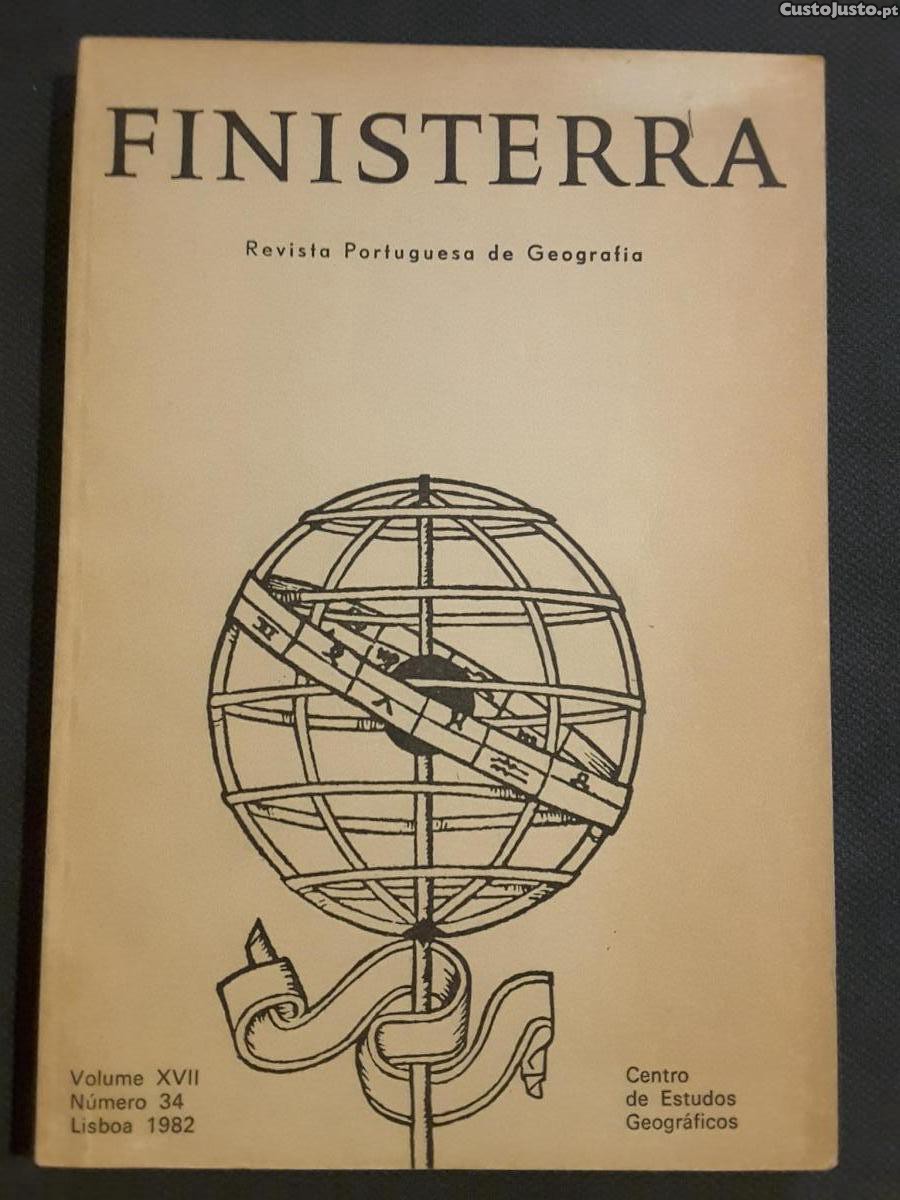 CustoJusto.pt
FINISTERRA
Revista Portuguesa de Geografia
Volume XVII
Número 34
Lisboa 1982
Centro
de Estudos
Geográficos